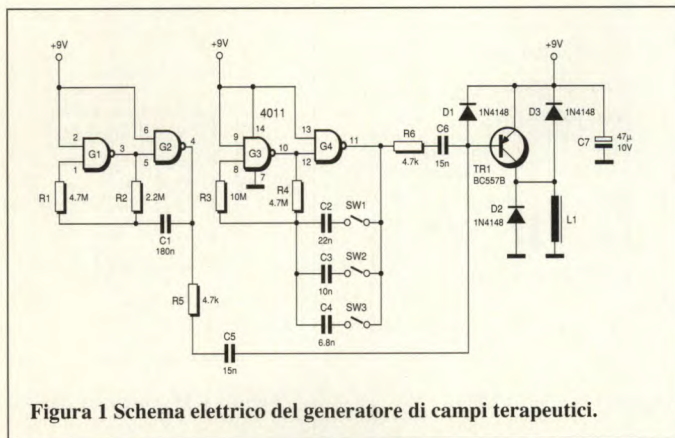 +9V
+9V
+9V
4011
2
1
G1
3
6
5
G2
4
9
8
G3
14
7
10
13
12
G4
11
R1
4.7M
R2
2.2M
C1
180n
R3
10M
R4
4.7M
C2
22n
SW1
C3
10n
SW2
C4
6.8n
SW3
R5
4.7k
C5
15n
R6
4.7k
C6
15n
D1
1N4148
D3
1N4148
TR1
BC557B
D2
1N4148
L1
C7
47µ
10V
Figura 1 Schema elettrico del generatore di campi terapeutici.